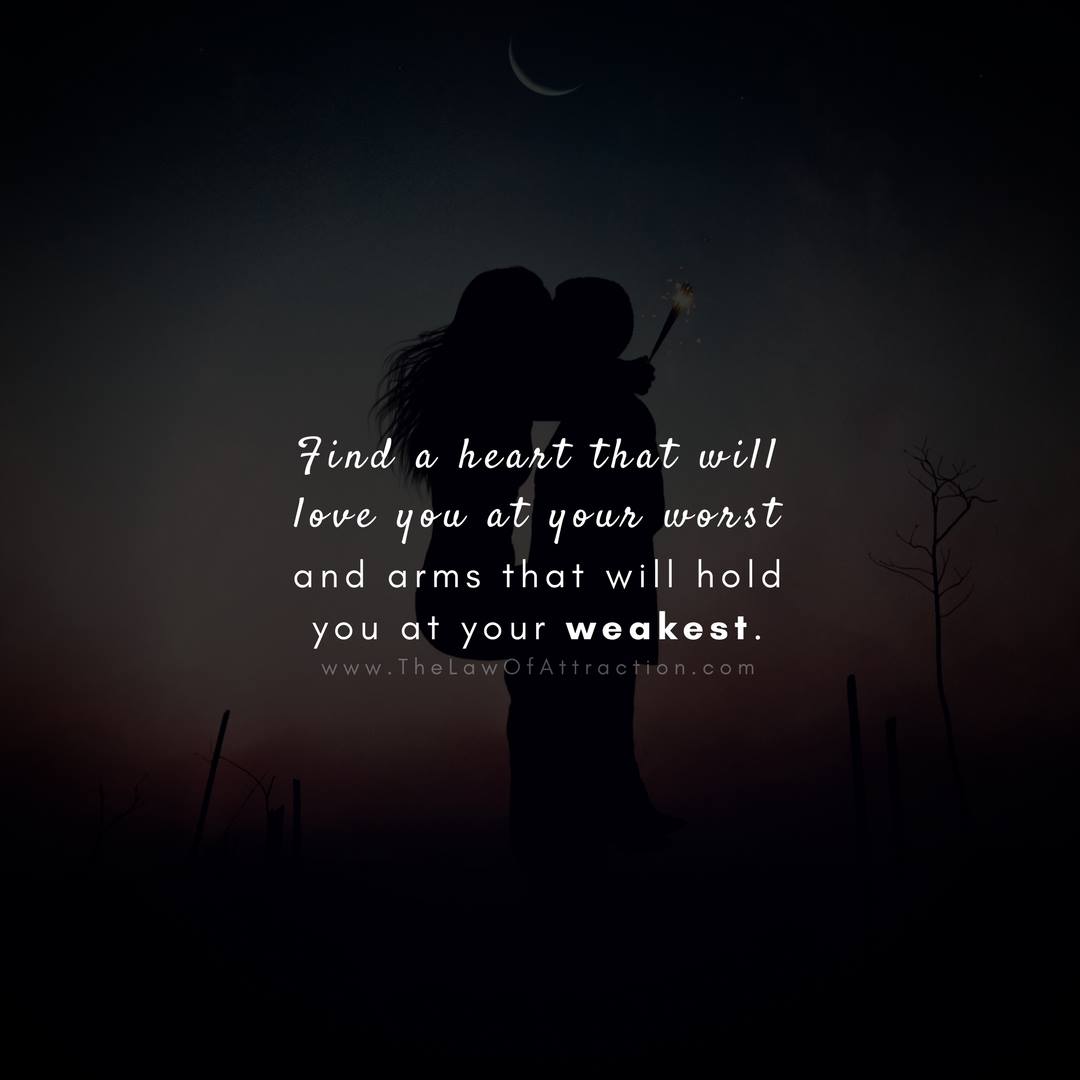 Find a heart that will
love you at your worst
and arms that will hold
you at your weakest.
www.TheLawOfAttraction.com